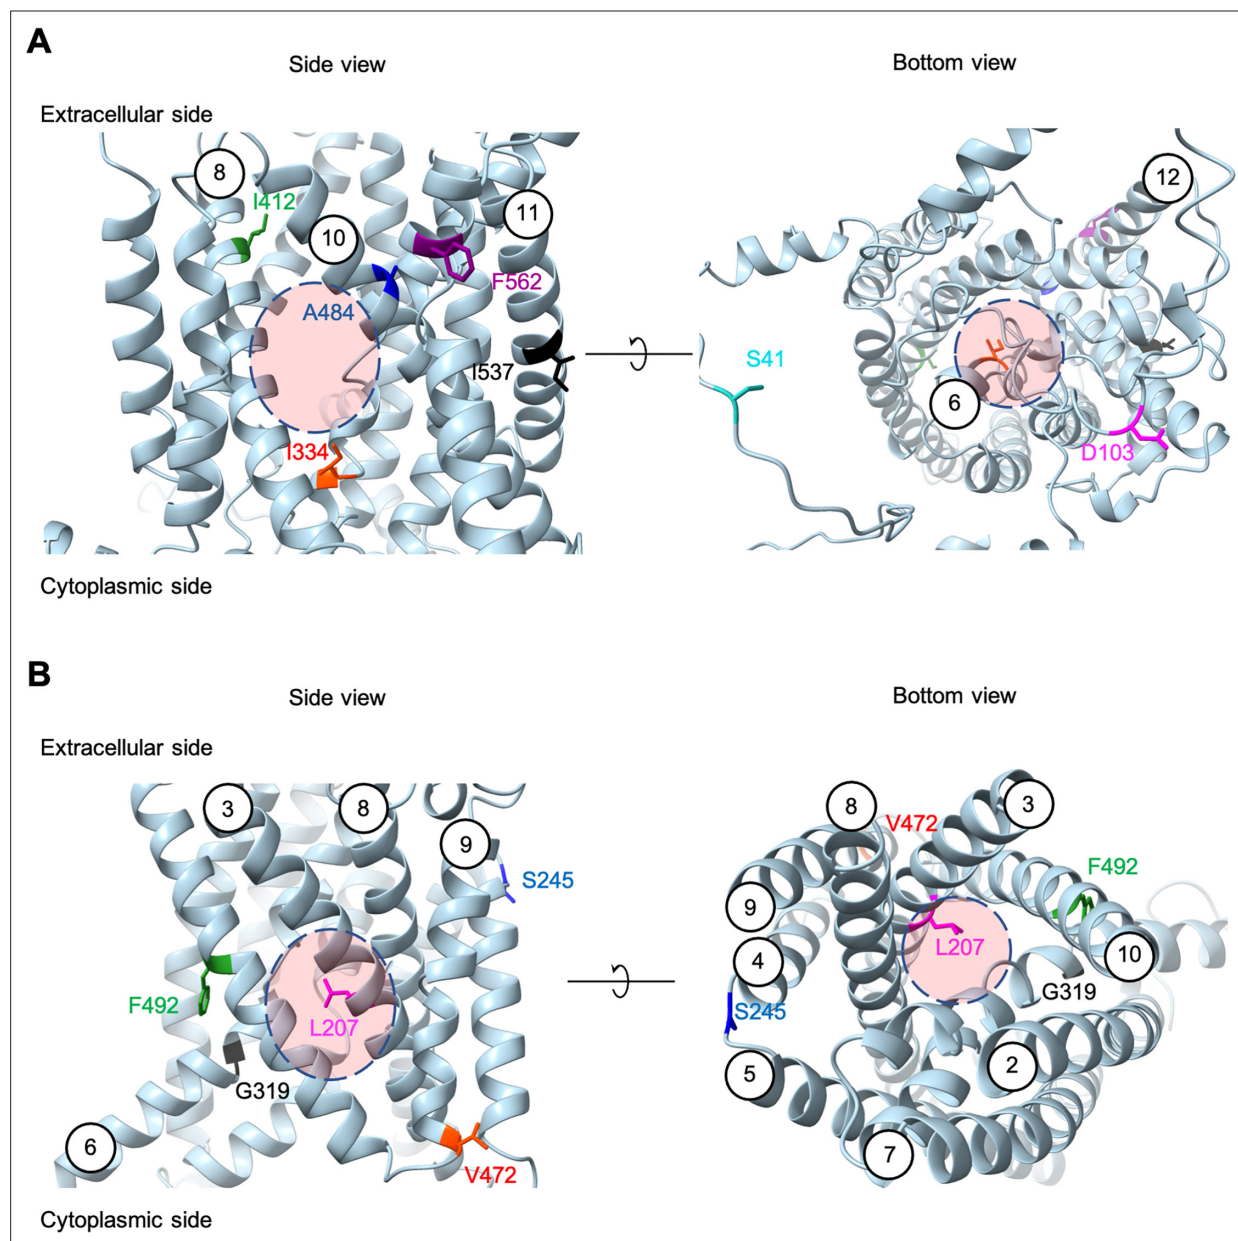 A
Side view
Bottom view
Extracellular side
8
I412
10
11
F562
A484
I537
I334
12
S41
6
D103
Cytoplasmic side
B
Side view
Bottom view
Extracellular side
3
8
9
S245
F492
L207
G319
6
V472
8
3
V472
F492
9
L207
4
10
G319
S245
5
2
7
Cytoplasmic side